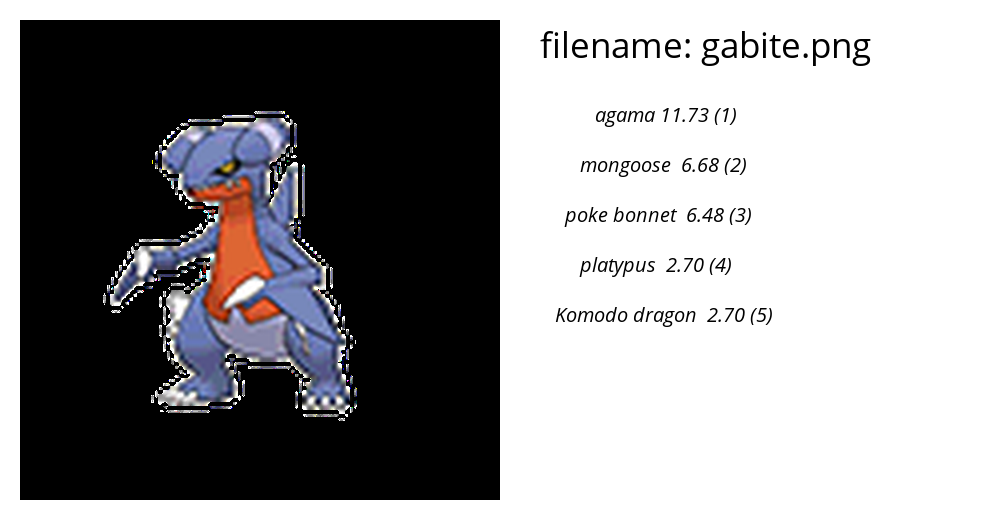 filename: gabite.png
agama 11.73 (1)
mongoose 6.68 (2)
poke bonnet 6.48 (3)
platypus 2.70 (4)
Komodo dragon 2.70 (5)